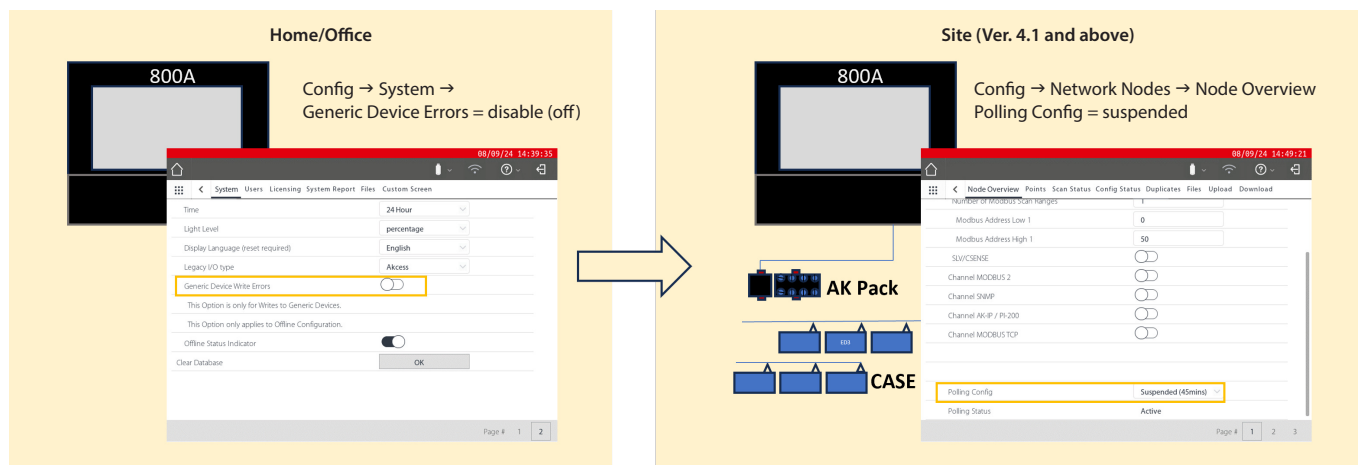 Home/Office
800A
Config → System →
Generic Device Errors = disable (off)
08/09/24 14:39:35
System Users Licensing System Report Files Custom Screen
Time 24 Hour
Light Level percentage
Display Language (reset required) English
Legacy I/O type Akcess
Generic Device Write Errors
This Option is only for Writes to Generic Devices.
This Option only applies to Offline Configuration.
Offline Status Indicator
Clear Database OK
Page # 1 2
Site (Ver. 4.1 and above)
800A
Config → Network Nodes → Node Overview
Polling Config = suspended
08/09/24 14:49:21
Node Overview Points Scan Status Config Status Duplicates Files Upload Download
Number of Modbus Scan Ranges 1
Modbus Address Low 1 0
Modbus Address High 1 50
SLV/CSENSE
Channel MODBUS 2
Channel SNMP
Channel AK-IP / PI-200
Channel MODBUS TCP
Polling Config Suspended (45mins)
Polling Status Active
Page # 1 2 3
AK Pack
ED3
CASE